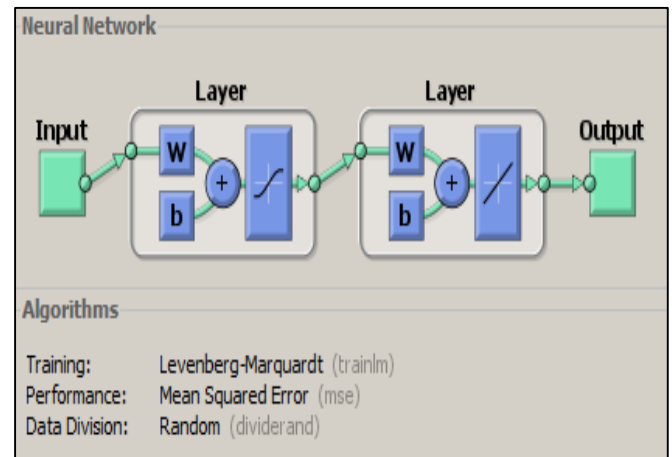 Neural Network
Layer Layer
Input Output
W W
+ +
b b
Algorithms
Training: Levenberg-Marquardt (trainlm)
Performance: Mean Squared Error (mse)
Data Division: Random (dividerand)